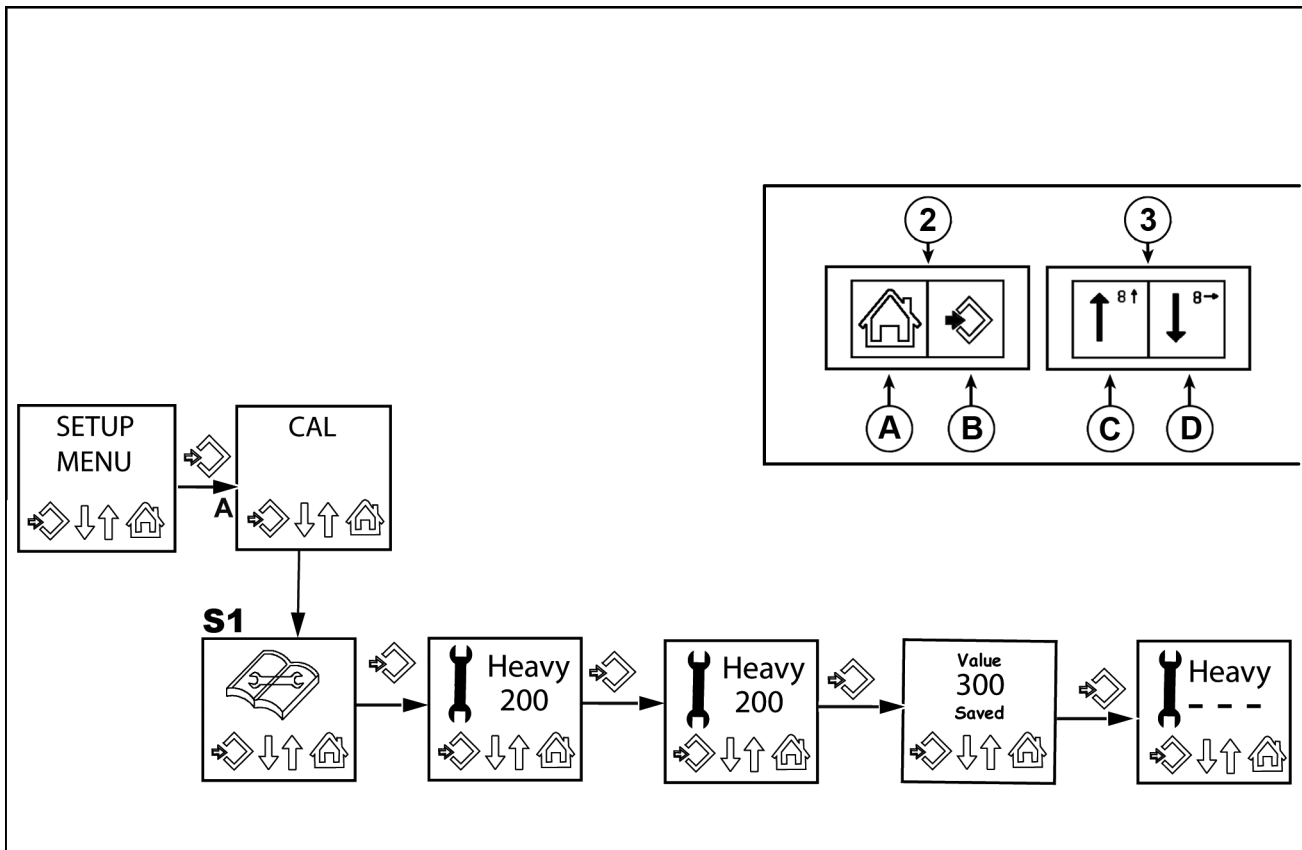 2
3
8↑
8→
A
B
C
D
SETUP
MENU
A
CAL
S1
Heavy
200
Heavy
200
Value
300
Saved
Heavy
- - -